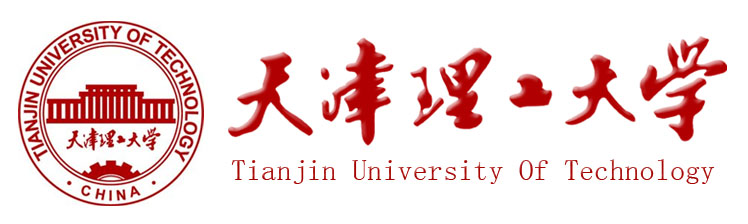 TIANJIN UNIVERSITY OF TECHNOLOGY
天津理工大学
· CHINA ·
天津理工大学
Tianjin University Of Technology